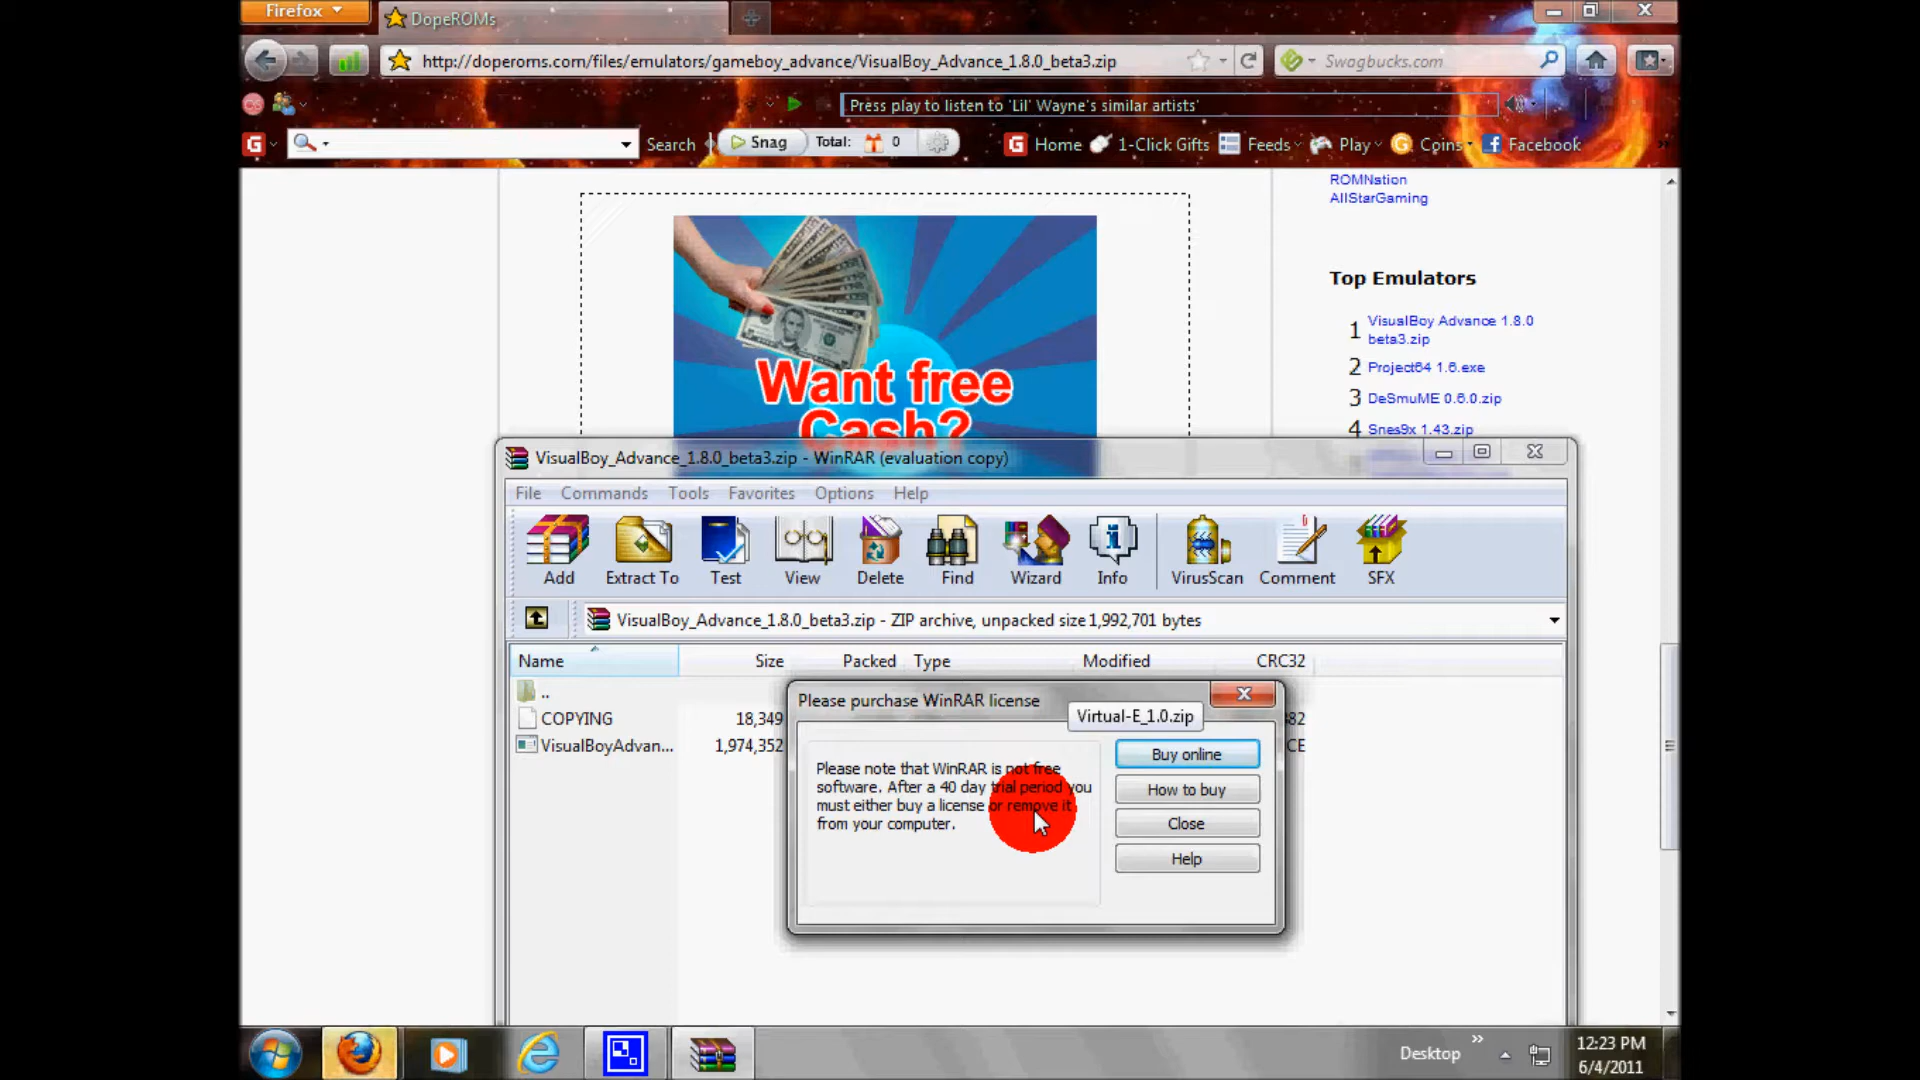 Firefox
DopeROMs
http://doperoms.com/files/emulators/gameboy_advance/VisualBoy_Advance_1.8.0_beta3.zip
Swagbucks.com
Press play to listen to 'Lil' Wayne's similar artists'
G
Search
Snag
Total:
0
G
Home
1-Click Gifts
Feeds
Play
G
Coins
f
Facebook
»
ROMNation
AllStarGaming
Want free
Cash?
Top Emulators
1 VisualBoy Advance 1.8.0
beta3.zip
2 Project64 1.6.exe
3 DeSmuME 0.6.0.zip
4 Snes9x 1.43.zip
VisualBoy_Advance_1.8.0_beta3.zip - WinRAR (evaluation copy)
File Commands Tools Favorites Options Help
Add Extract To Test View Delete Find Wizard Info VirusScan Comment SFX
VisualBoy_Advance_1.8.0_beta3.zip - ZIP archive, unpacked size 1,992,701 bytes
Name Size Packed Type Modified CRC32
..
COPYING 18,349
VisualBoyAdvan... 1,974,352
Please purchase WinRAR license
Virtual-E_1.0.zip
Please note that WinRAR is not free
software. After a 40 day trial period you
must either buy a license or remove it
from your computer.
Buy online
How to buy
Close
Help
Desktop
»
12:23 PM
6/4/2011